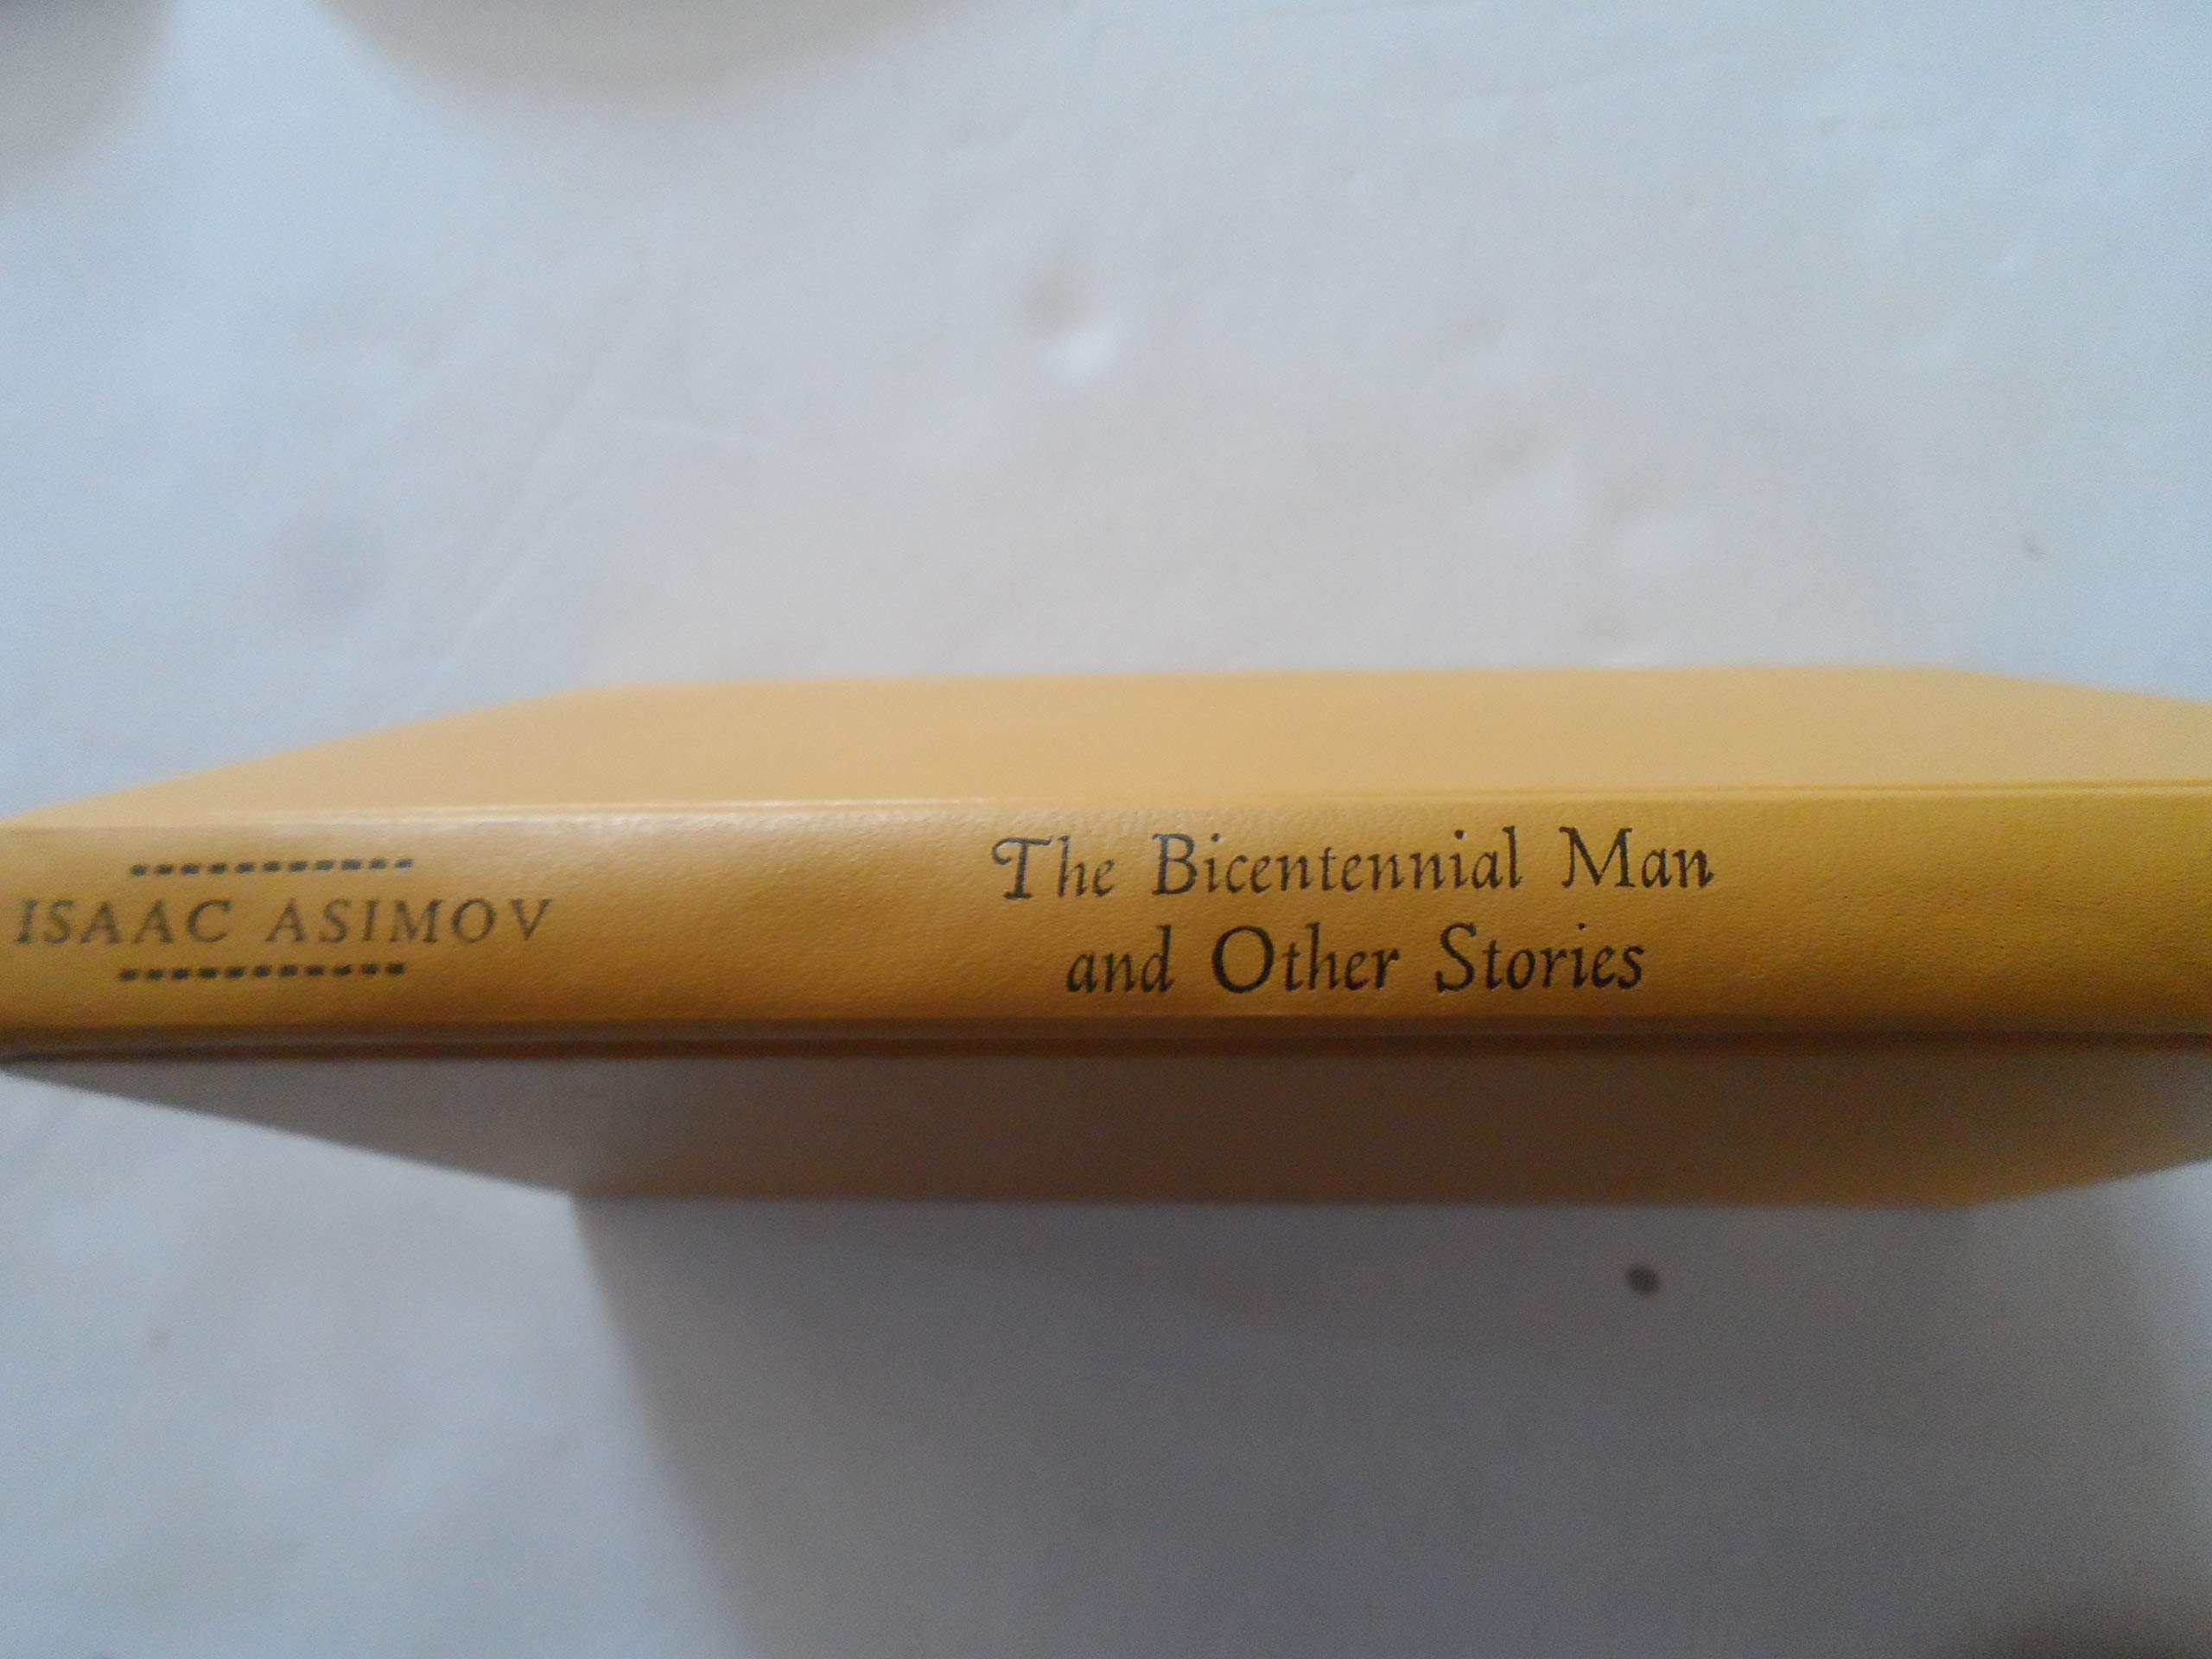 ISAAC ASIMOV
The Bicentennial Man
and Other Stories